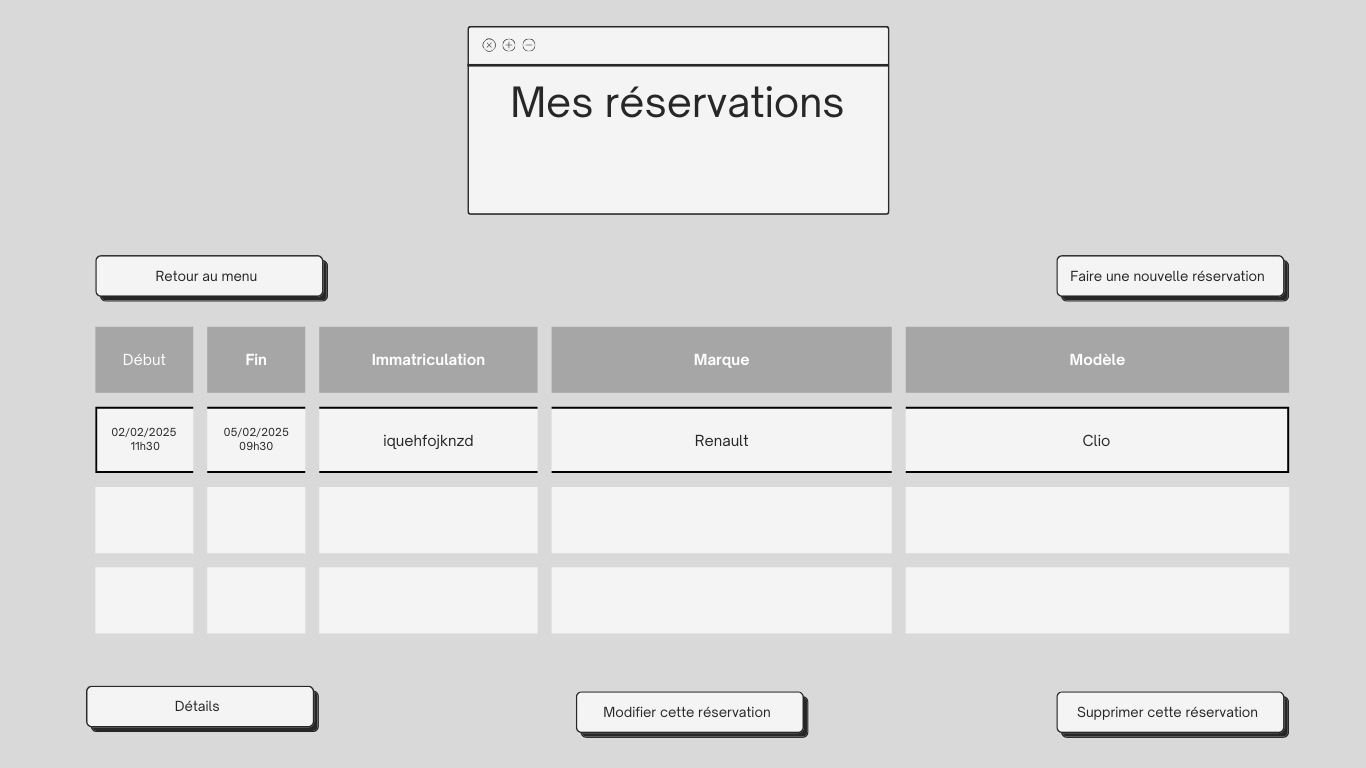 Mes réservations
Retour au menu
Faire une nouvelle réservation
Début
Fin
Immatriculation
Marque
Modèle
02/02/2025
11h30
05/02/2025
09h30
iquehfojknzd
Renault
Clio
Détails
Modifier cette réservation
Supprimer cette réservation